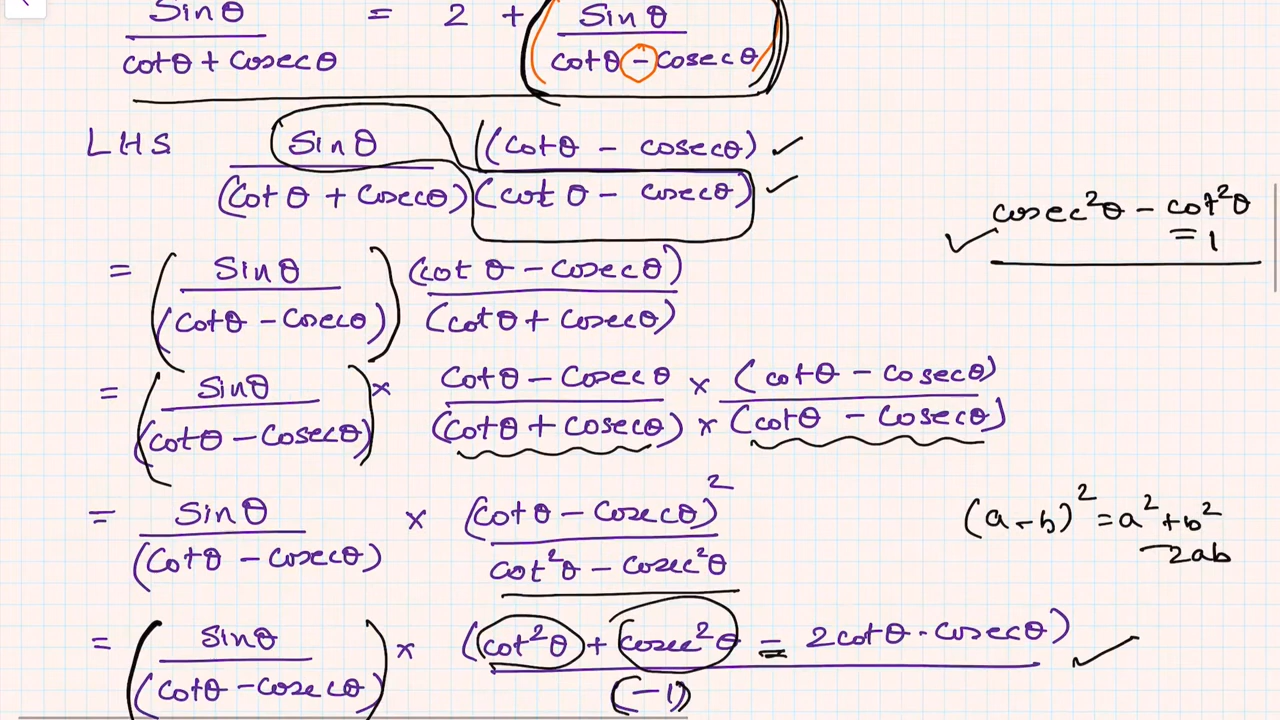 Sinθ / (cotθ + cosecθ) = 2 + (Sinθ / (cotθ - cosecθ))
LHS Sinθ (cotθ - cosecθ) / (cotθ + cosecθ)(cotθ - cosecθ)
cosec²θ - cot²θ = 1
= (Sinθ / (cotθ - cosecθ)) (cotθ - cosecθ) / (cotθ + cosecθ)
= (Sinθ / (cotθ - cosecθ)) × cotθ - cosecθ / (cotθ + cosecθ) × (cotθ - cosecθ) / (cotθ - cosecθ)
= Sinθ / (cotθ - cosecθ) × (cotθ - cosecθ)² / cot²θ - cosec²θ
(a-b)² = a² + b² - 2ab
= (sinθ / (cotθ - cosecθ)) × (cot²θ + cosec²θ - 2cotθ·cosecθ) / (-1)